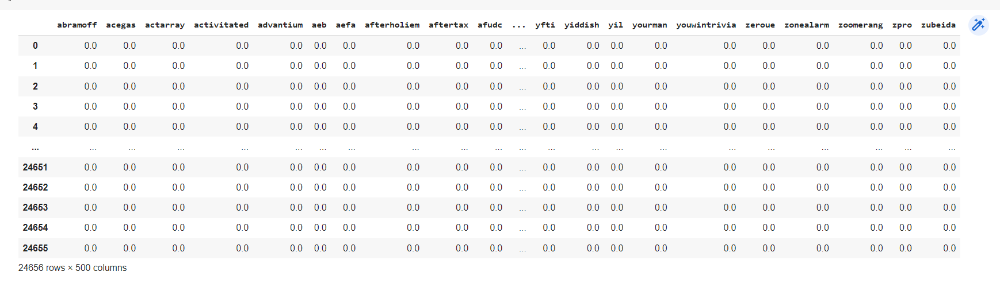 abramoff acegas actarray activitated advantium aeb aefa afterholiem aftertax afudc ... yfti yiddish yil yourman youwintrivia zeroue zonealarm zoomerang zpro zubeida
0 0.0 0.0 0.0 0.0 0.0 0.0 0.0 0.0 0.0 0.0 ... 0.0 0.0 0.0 0.0 0.0 0.0 0.0 0.0 0.0 0.0
1 0.0 0.0 0.0 0.0 0.0 0.0 0.0 0.0 0.0 0.0 ... 0.0 0.0 0.0 0.0 0.0 0.0 0.0 0.0 0.0 0.0
2 0.0 0.0 0.0 0.0 0.0 0.0 0.0 0.0 0.0 0.0 ... 0.0 0.0 0.0 0.0 0.0 0.0 0.0 0.0 0.0 0.0
3 0.0 0.0 0.0 0.0 0.0 0.0 0.0 0.0 0.0 0.0 ... 0.0 0.0 0.0 0.0 0.0 0.0 0.0 0.0 0.0 0.0
4 0.0 0.0 0.0 0.0 0.0 0.0 0.0 0.0 0.0 0.0 ... 0.0 0.0 0.0 0.0 0.0 0.0 0.0 0.0 0.0 0.0
... ... ... ... ... ... ... ... ... ... ... ... ... ... ... ... ... ... ... ... ... ...
24651 0.0 0.0 0.0 0.0 0.0 0.0 0.0 0.0 0.0 0.0 ... 0.0 0.0 0.0 0.0 0.0 0.0 0.0 0.0 0.0 0.0
24652 0.0 0.0 0.0 0.0 0.0 0.0 0.0 0.0 0.0 0.0 ... 0.0 0.0 0.0 0.0 0.0 0.0 0.0 0.0 0.0 0.0
24653 0.0 0.0 0.0 0.0 0.0 0.0 0.0 0.0 0.0 0.0 ... 0.0 0.0 0.0 0.0 0.0 0.0 0.0 0.0 0.0 0.0
24654 0.0 0.0 0.0 0.0 0.0 0.0 0.0 0.0 0.0 0.0 ... 0.0 0.0 0.0 0.0 0.0 0.0 0.0 0.0 0.0 0.0
24655 0.0 0.0 0.0 0.0 0.0 0.0 0.0 0.0 0.0 0.0 ... 0.0 0.0 0.0 0.0 0.0 0.0 0.0 0.0 0.0 0.0
24656 rows × 500 columns